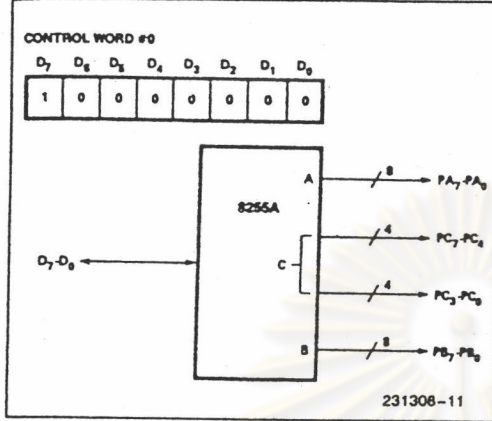 CONTROL WORD #0
D7 D6 D5 D4 D3 D2 D1 D0
1 0 0 0 0 0 0 0
A
8
PA7-PA0
8255A
4
PC7-PC4
D7-D0
C
4
PC3-PC0
B
8
PB7-PB0
231308-11